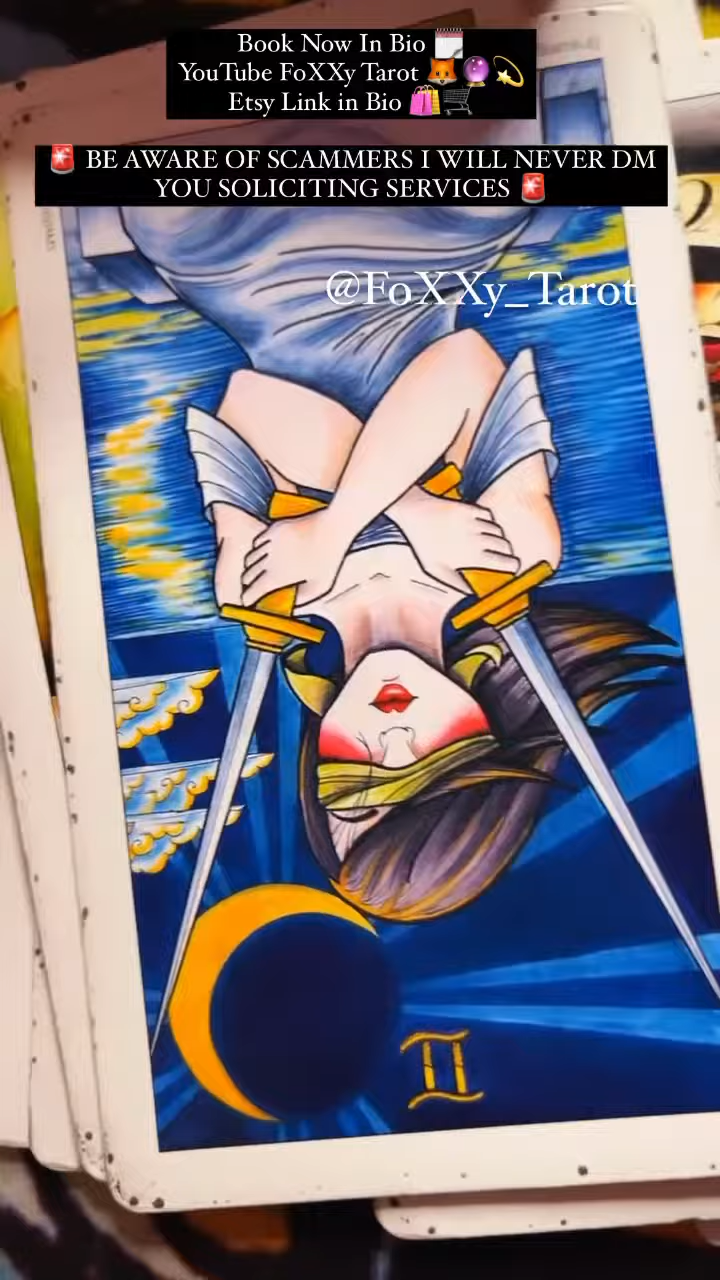 Book Now In Bio 🗒️
YouTube FoXXy Tarot 🦊🔮💫
Etsy Link in Bio 🛍️🛒
🚨 BE AWARE OF SCAMMERS I WILL NEVER DM
YOU SOLICITING SERVICES 🚨
@FoXXy_Tarot
II